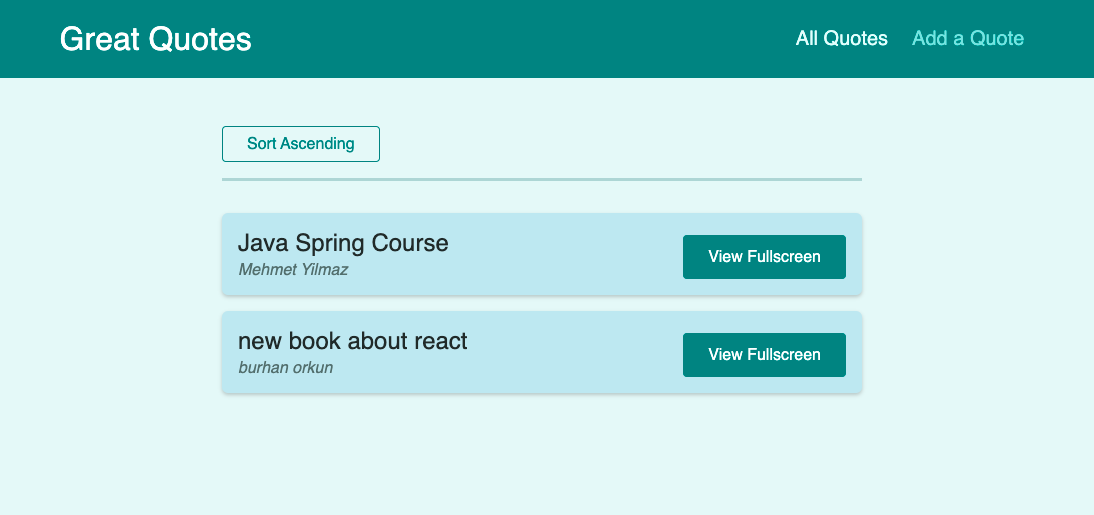 Great Quotes
All Quotes
Add a Quote
Sort Ascending
Java Spring Course
Mehmet Yilmaz
View Fullscreen
new book about react
burhan orkun
View Fullscreen